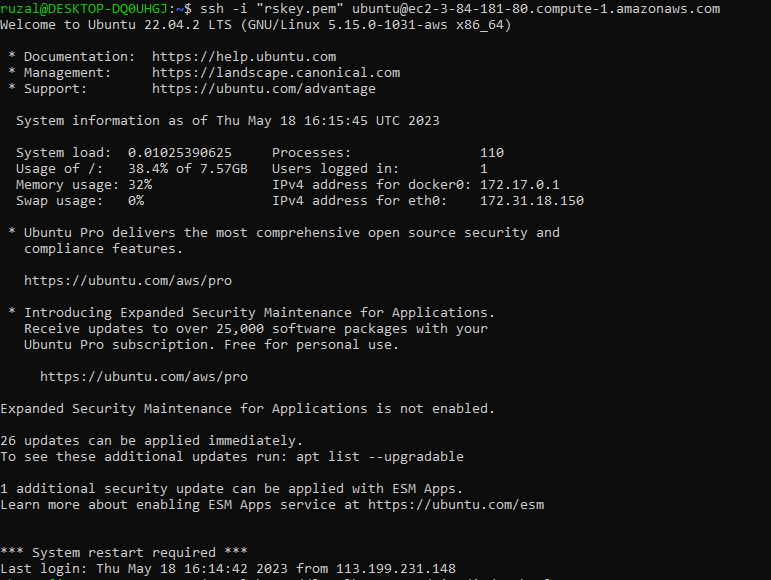 ruzal@DESKTOP-DQ0UHGJ:~$ ssh -i "rskey.pem" ubuntu@ec2-3-84-181-80.compute-1.amazonaws.com
Welcome to Ubuntu 22.04.2 LTS (GNU/Linux 5.15.0-1031-aws x86_64)
* Documentation:  https://help.ubuntu.com
* Management:     https://landscape.canonical.com
* Support:        https://ubuntu.com/advantage
System information as of Thu May 18 16:15:45 UTC 2023
System load:  0.01025390625     Processes:                110
Usage of /:   38.4% of 7.57GB   Users logged in:          1
Memory usage: 32%               IPv4 address for docker0: 172.17.0.1
Swap usage:   0%                IPv4 address for eth0:    172.31.18.150
* Ubuntu Pro delivers the most comprehensive open source security and
compliance features.
https://ubuntu.com/aws/pro
* Introducing Expanded Security Maintenance for Applications.
Receive updates to over 25,000 software packages with your
Ubuntu Pro subscription. Free for personal use.
https://ubuntu.com/aws/pro
Expanded Security Maintenance for Applications is not enabled.
26 updates can be applied immediately.
To see these additional updates run: apt list --upgradable
1 additional security update can be applied with ESM Apps.
Learn more about enabling ESM Apps service at https://ubuntu.com/esm
*** System restart required ***
Last login: Thu May 18 16:14:42 2023 from 113.199.231.148